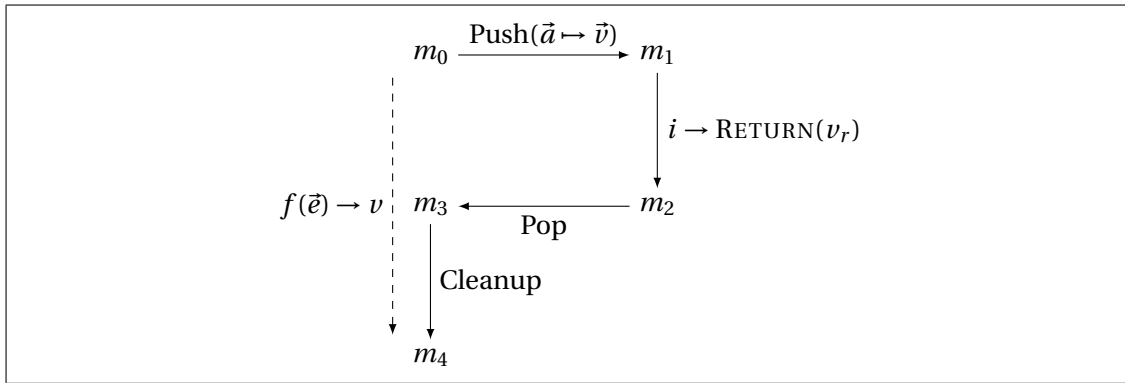 Push(a⃗ ↦ v⃗)
m₀ m₁
i → RETURN(vᵣ)
f(e⃗) → v m₃ m₂
Pop
Cleanup
m₄